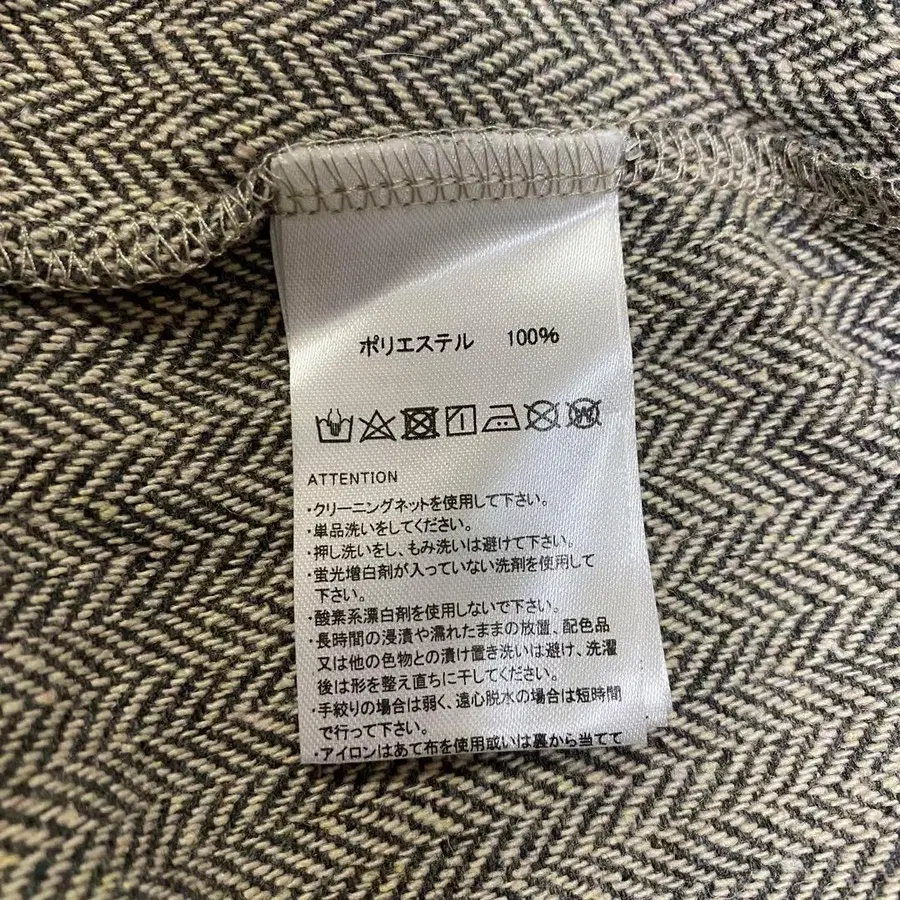 ポリエステル 100%
W
ATTENTION
・クリーニングネットを使用して下さい。
・単品洗いをしてください。
・押し洗いをし、もみ洗いは避けて下さい。
・蛍光増白剤が入っていない洗剤を使用して
下さい。
・酸素系漂白剤を使用しないで下さい。
・長時間の浸漬や濡れたままの放置、配色品
又は他の色物との漬け置き洗いは避け、洗濯
後は形を整え直ちに干してください。
・手絞りの場合は弱く、遠心脱水の場合は短時間
で行って下さい。
・アイロンはあて布を使用或いは裏から当てて